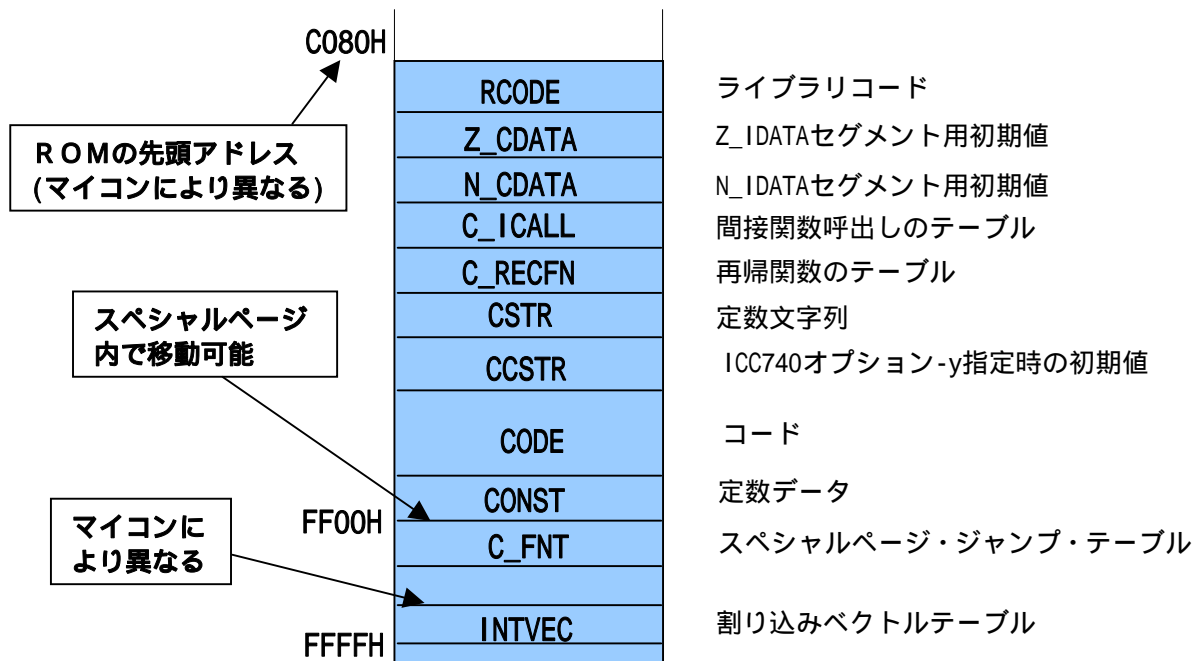 C080H
RCODE ライブラリコード
ROMの先頭アドレス
(マイコンにより異なる)
Z_CDATA Z_IDATAセグメント用初期値
N_CDATA N_IDATAセグメント用初期値
C_ICALL 間接関数呼出しのテーブル
C_RECFN 再帰関数のテーブル
スペシャルページ
内で移動可能
CSTR 定数文字列
CCSTR ICC740オプション-y指定時の初期値
CODE コード
CONST 定数データ
マイコンに
より異なる
FF00H
C_FNT スペシャルページ・ジャンプ・テーブル
INTVEC 割り込みベクトルテーブル
FFFFH